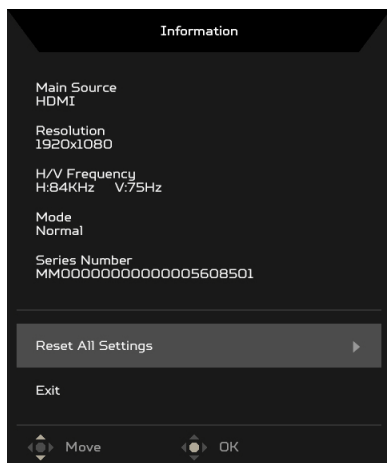 Information
Main Source
HDMI
Resolution
1920x1080
H/V Frequency
H:84KHz V:75Hz
Mode
Normal
Series Number
MM00000000000005608501
Reset All Settings
Exit
Move OK